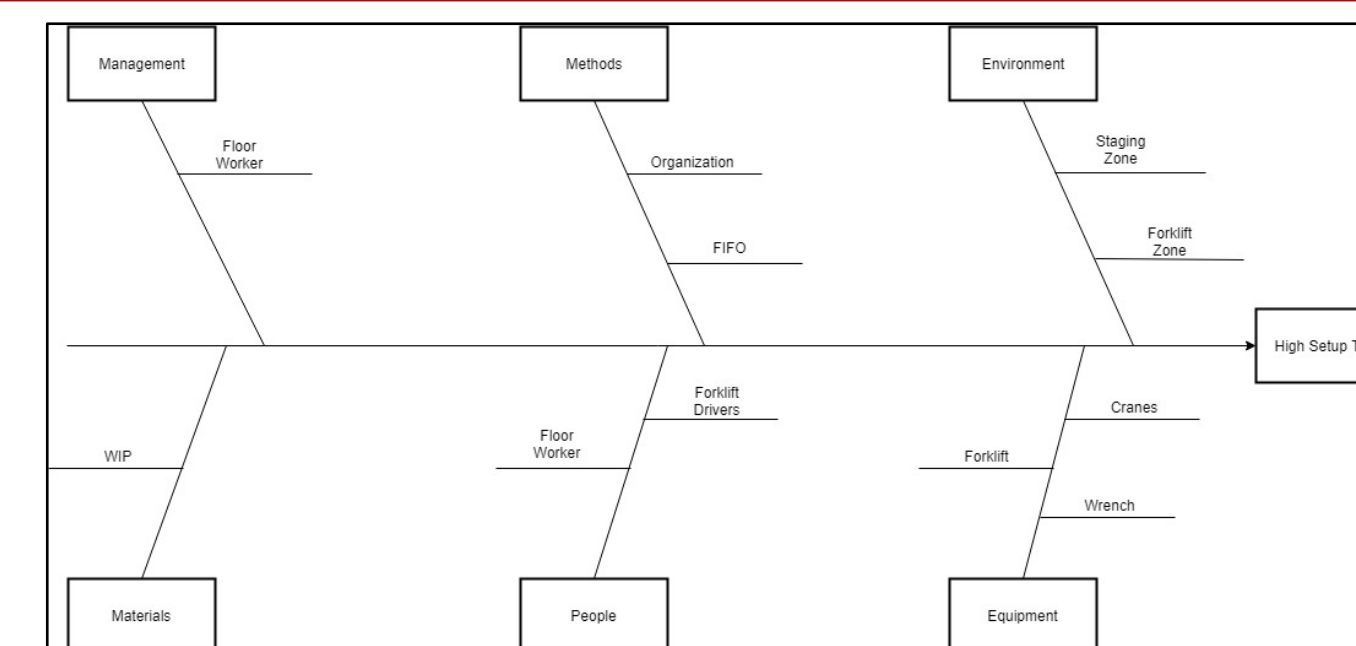 Management
Methods
Environment
Floor
Worker
Organization
Staging
Zone
FIFO
Forklift
Zone
High Setup T
Forklift
Drivers
Cranes
Floor
Worker
WIP
Forklift
Wrench
Materials
People
Equipment